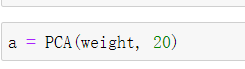 a = PCA(weight, 20)